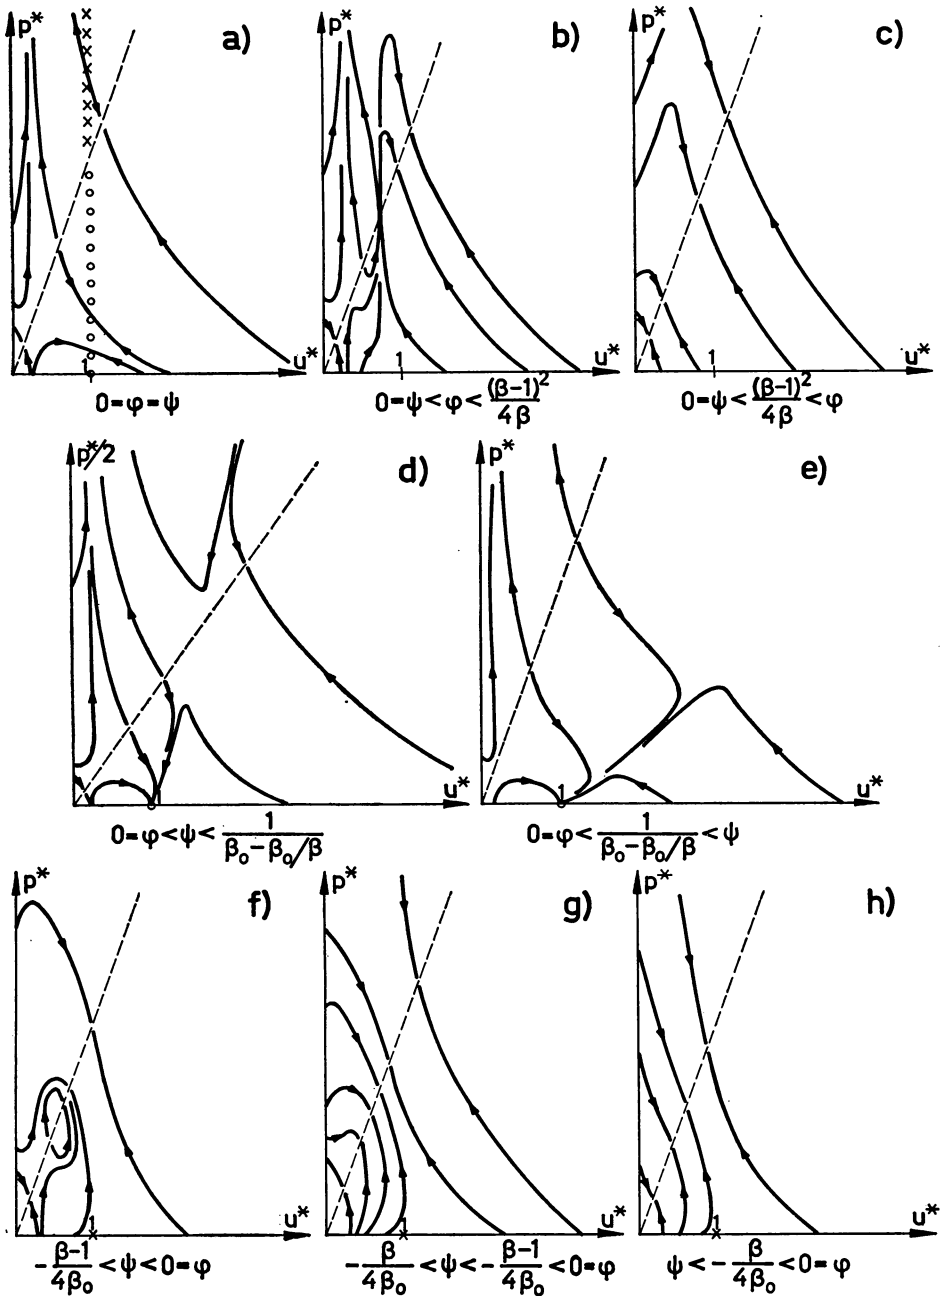 p* a)
p* b)
p* c)
1 u*
1 u*
1 u*
0=φ=ψ
0=ψ<φ<(β-1)²/4β
0=ψ<(β-1)²/4β<φ
p*/2 d)
p* e)
u*
1 u*
0=φ<ψ<1/(β₀-β₀/β)
0=φ<1/(β₀-β₀/β)<ψ
p* f)
p* g)
p* h)
1 u*
1 u*
1 u*
-(β-1)/4β₀<ψ<0=φ
-β/4β₀<ψ<-(β-1)/4β₀<0=φ
ψ<-β/4β₀<0=φ